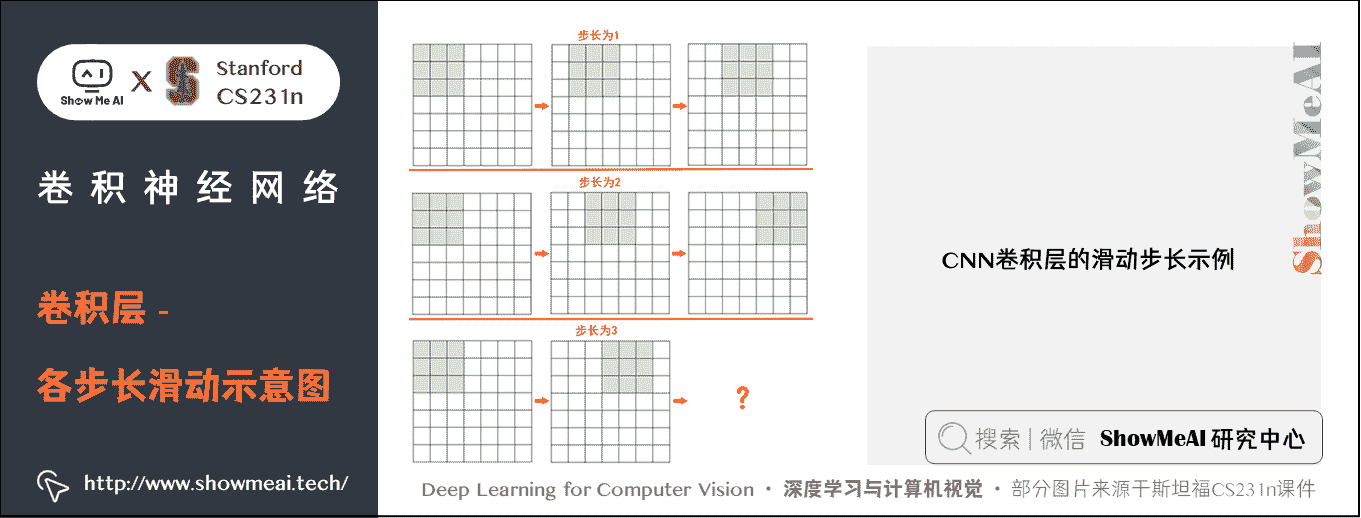 Show Me AI
X
S
Stanford
CS231n
卷积神经网络
卷积层 -
各步长滑动示意图
http://www.showmeai.tech/
步长为1
步长为2
步长为3
?
CNN卷积层的滑动步长示例
ShowMeAI
搜索 | 微信 ShowMeAI 研究中心
Deep Learning for Computer Vision · 深度学习与计算机视觉 · 部分图片来源于斯坦福CS231n课件